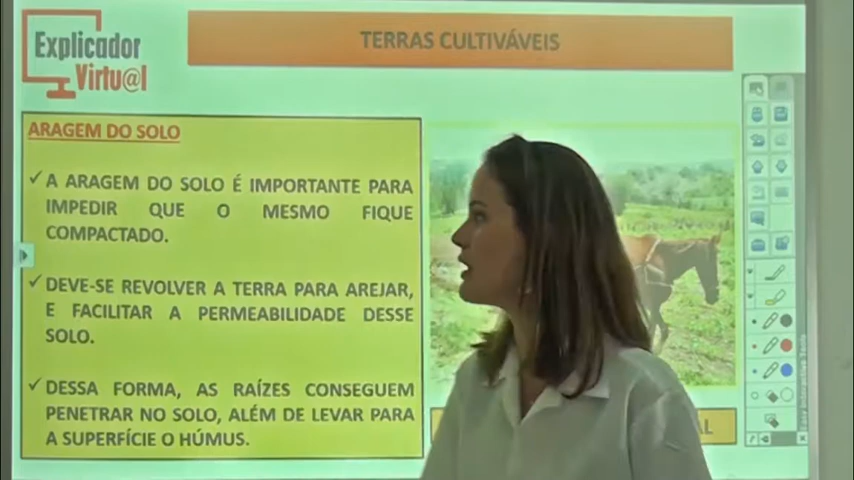 Explicador
Virtu@l
TERRAS CULTIVÁVEIS
ARAGEM DO SOLO
✓ A ARAGEM DO SOLO É IMPORTANTE PARA
IMPEDIR QUE O MESMO FIQUE
COMPACTADO.
✓ DEVE-SE REVOLVER A TERRA PARA AREJAR,
E FACILITAR A PERMEABILIDADE DESSE
SOLO.
✓ DESSA FORMA, AS RAÍZES CONSEGUEM
PENETRAR NO SOLO, ALÉM DE LEVAR PARA
A SUPERFÍCIE O HÚMUS.